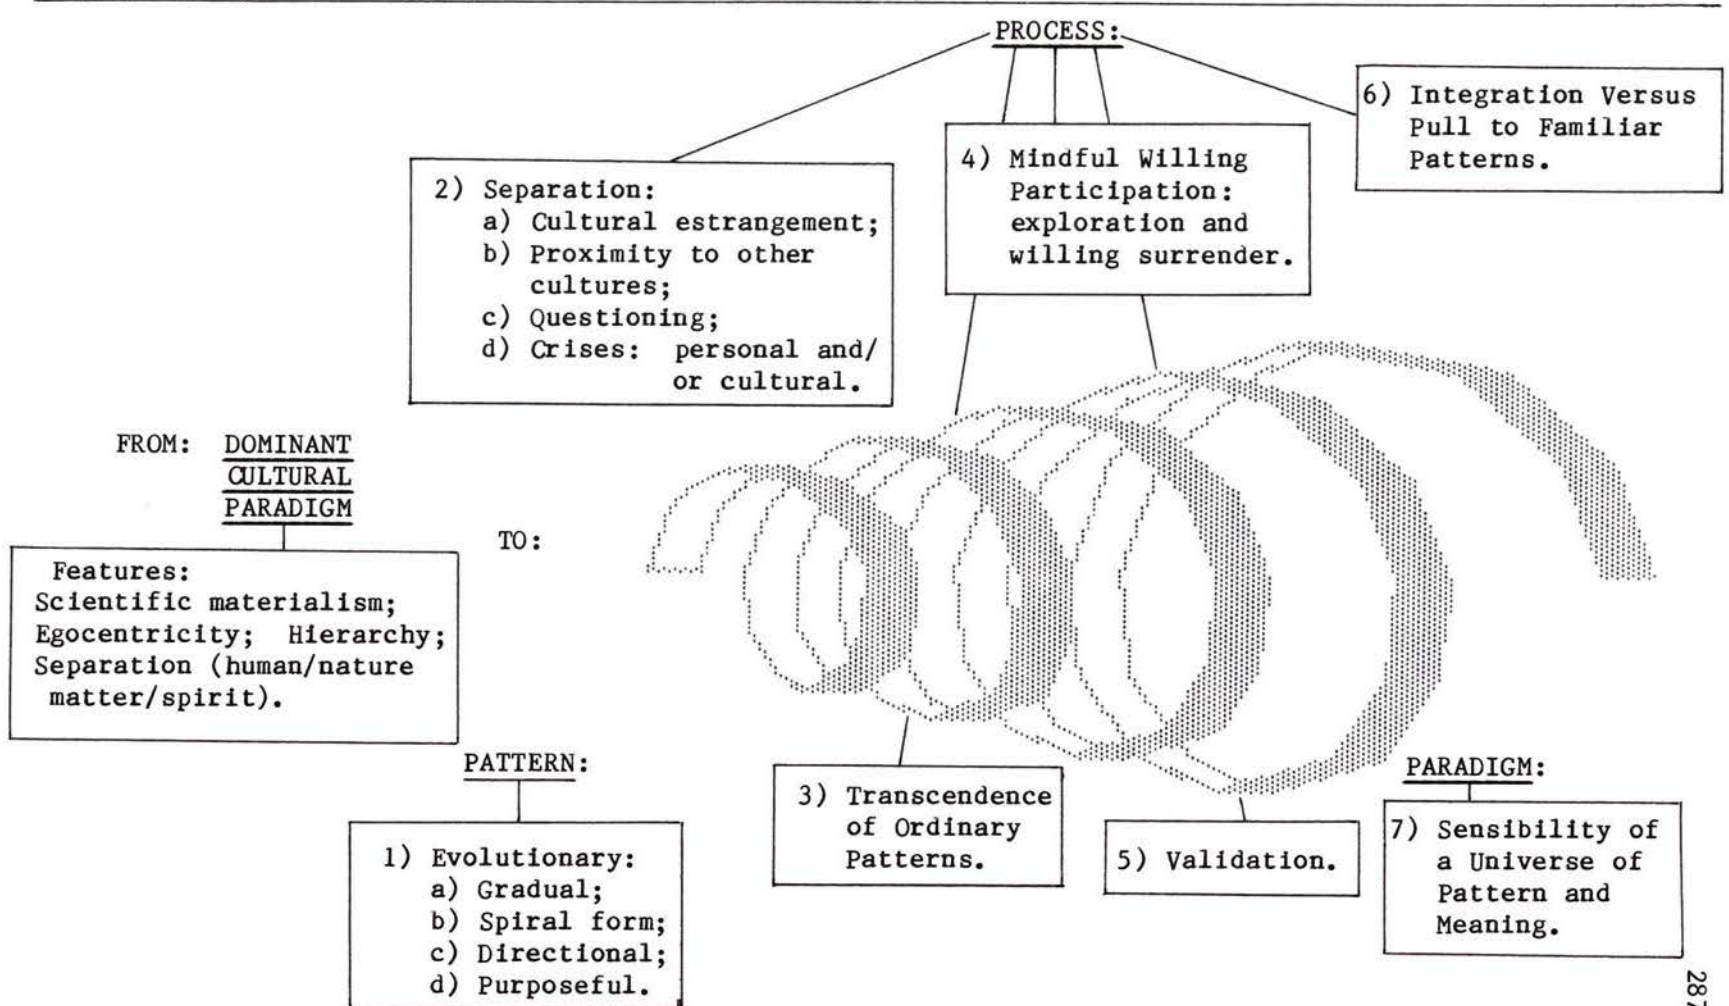 PROCESS:
6) Integration Versus
Pull to Familiar
Patterns.
4) Mindful Willing
Participation:
exploration and
willing surrender.
2) Separation:
a) Cultural estrangement;
b) Proximity to other
cultures;
c) Questioning;
d) Crises: personal and/
or cultural.
FROM: DOMINANT
CULTURAL
PARADIGM
TO:
Features:
Scientific materialism;
Egocentricity; Hierarchy;
Separation (human/nature
matter/spirit).
PATTERN:
1) Evolutionary:
a) Gradual;
b) Spiral form;
c) Directional;
d) Purposeful.
3) Transcendence
of Ordinary
Patterns.
5) Validation.
PARADIGM:
7) Sensibility of
a Universe of
Pattern and
Meaning.
287